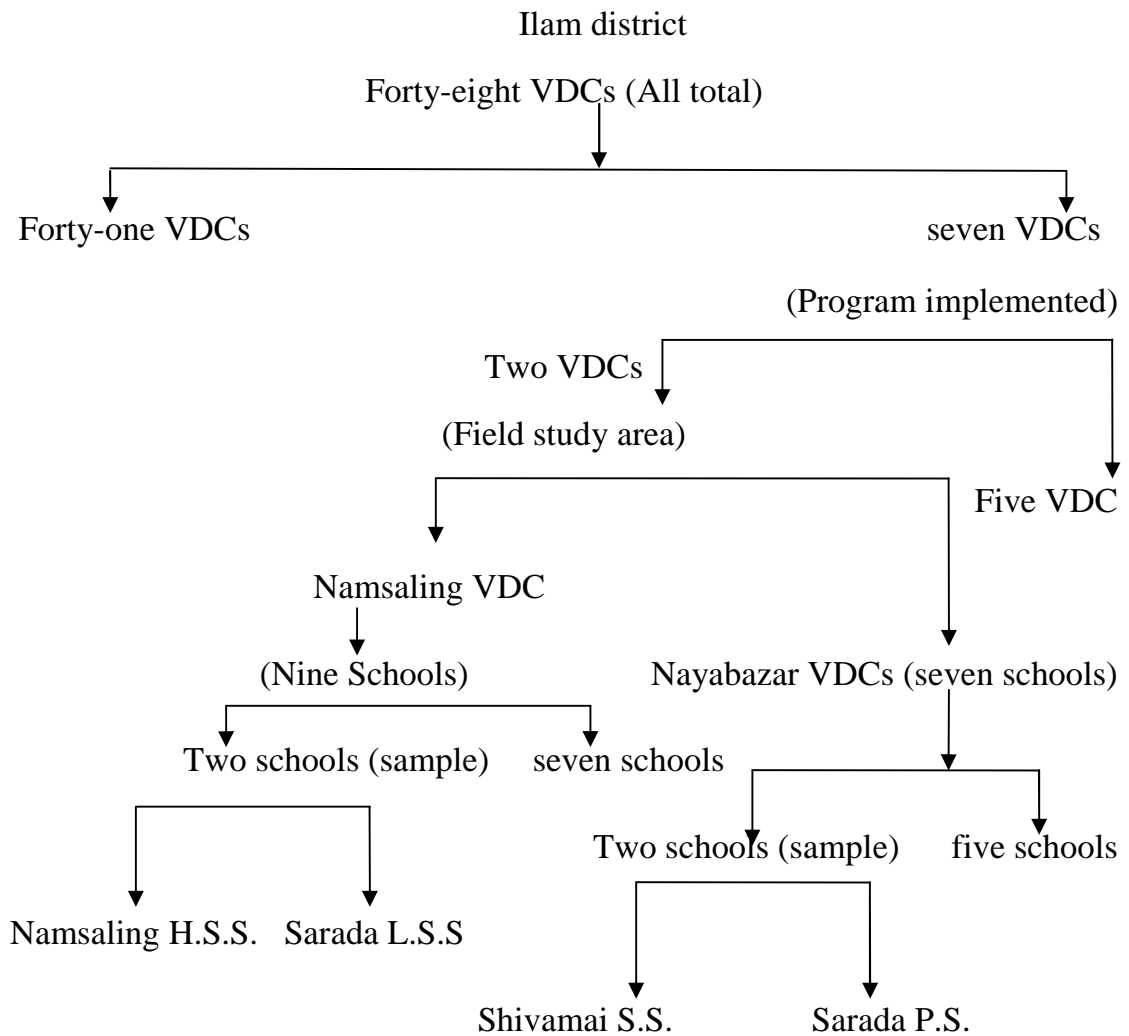 Ilam district
Forty-eight VDCs (All total)
Forty-one VDCs seven VDCs
(Program implemented)
Two VDCs
(Field study area)
Five VDC
Namsaling VDC
(Nine Schools) Nayabazar VDCs (seven schools)
Two schools (sample) seven schools
Two schools (sample) five schools
Namsaling H.S.S. Sarada L.S.S
Shivamai S.S. Sarada P.S.